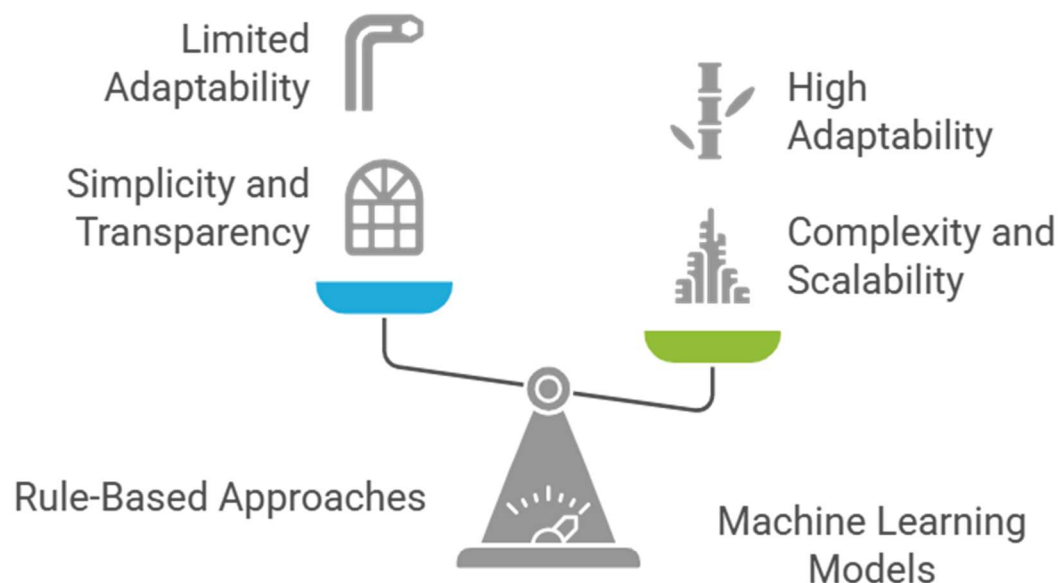 Limited
Adaptability
Simplicity and
Transparency
High
Adaptability
Complexity and
Scalability
Rule-Based Approaches
Machine Learning
Models